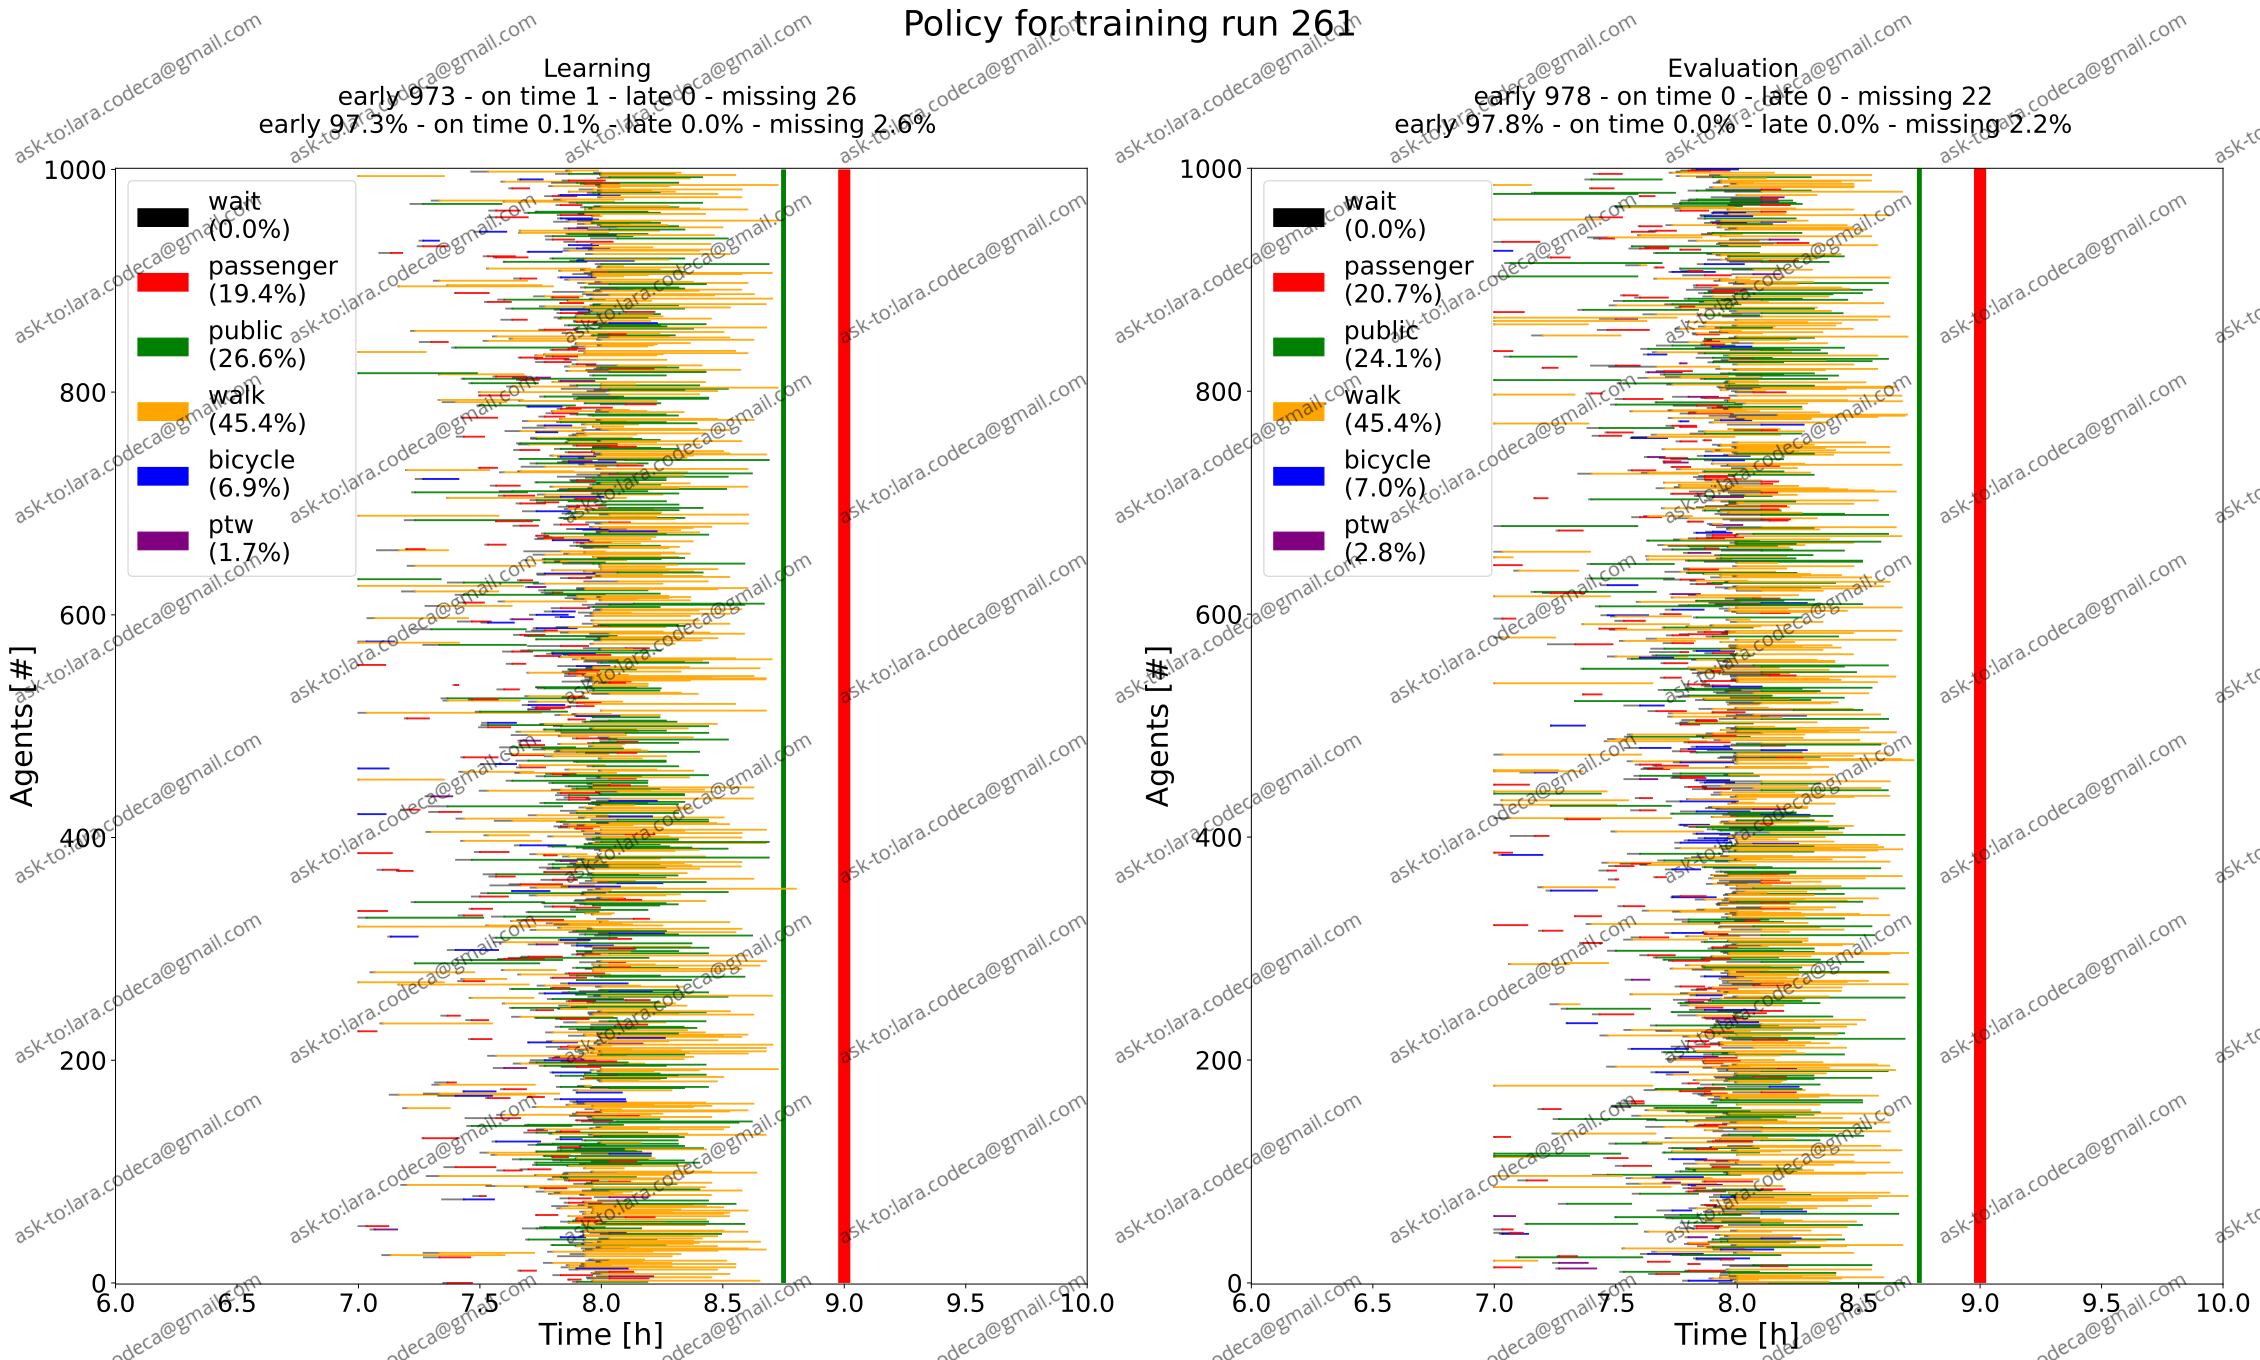 Policy for training run 261
Learning
early 973 - on time 1 - late 0 - missing 26
early 97.3% - on time 0.1% - late 0.0% - missing 2.6%
Agents [#]
1000
800
600
400
200
0
wait
(0.0%)
passenger
(19.4%)
public
(26.6%)
walk
(45.4%)
bicycle
(6.9%)
ptw
(1.7%)
6.0 6.5 7.0 7.5 8.0 8.5 9.0 9.5 10.0
Time [h]
Evaluation
early 978 - on time 0 - late 0 - missing 22
early 97.8% - on time 0.0% - late 0.0% - missing 2.2%
Agents [#]
1000
800
600
400
200
0
wait
(0.0%)
passenger
(20.7%)
public
(24.1%)
walk
(45.4%)
bicycle
(7.0%)
ptw
(2.8%)
6.0 6.5 7.0 7.5 8.0 8.5 9.0 9.5 10.0
Time [h]
ask-to:lara.codeca@gmail.com